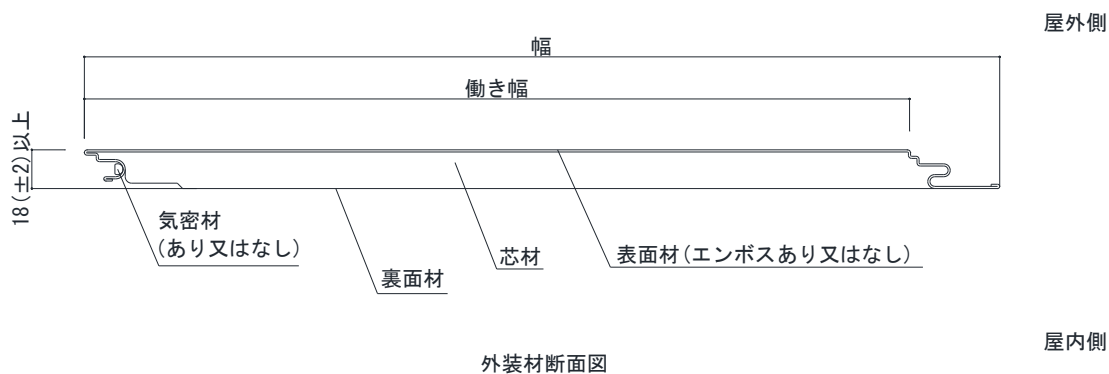 屋外側
幅
働き幅
18(±2)以上
気密材
(あり又はなし)
芯材
表面材(エンボスあり又はなし)
裏面材
屋内側
外装材断面図